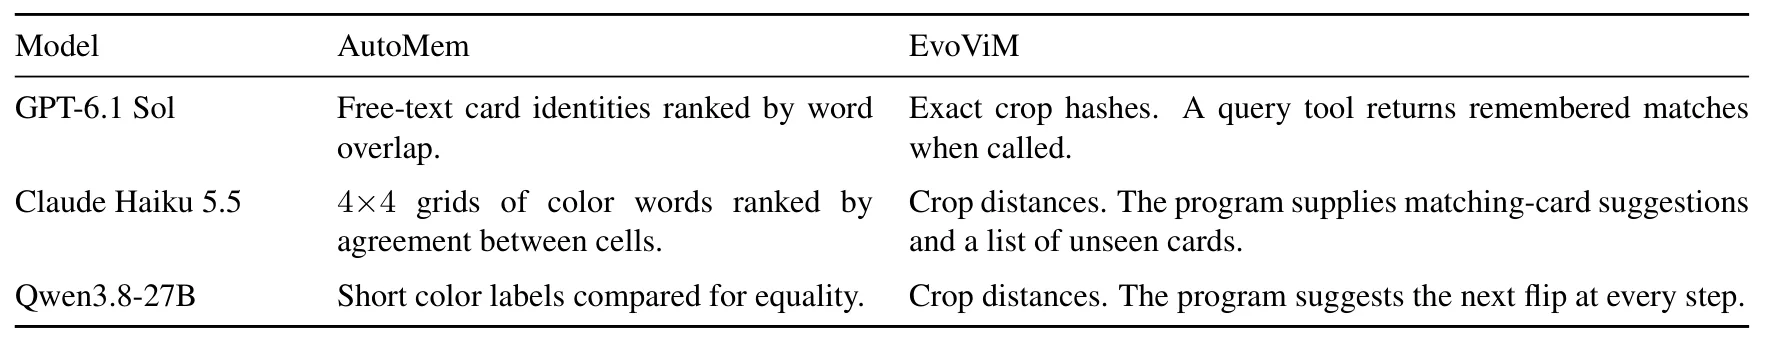 Model AutoMem EvoViM
GPT-6.1 Sol Free-text card identities ranked by word overlap. Exact crop hashes. A query tool returns remembered matches when called.
Claude Haiku 5.5 4×4 grids of color words ranked by agreement between cells. Crop distances. The program supplies matching-card suggestions and a list of unseen cards.
Qwen3.8-27B Short color labels compared for equality. Crop distances. The program suggests the next flip at every step.